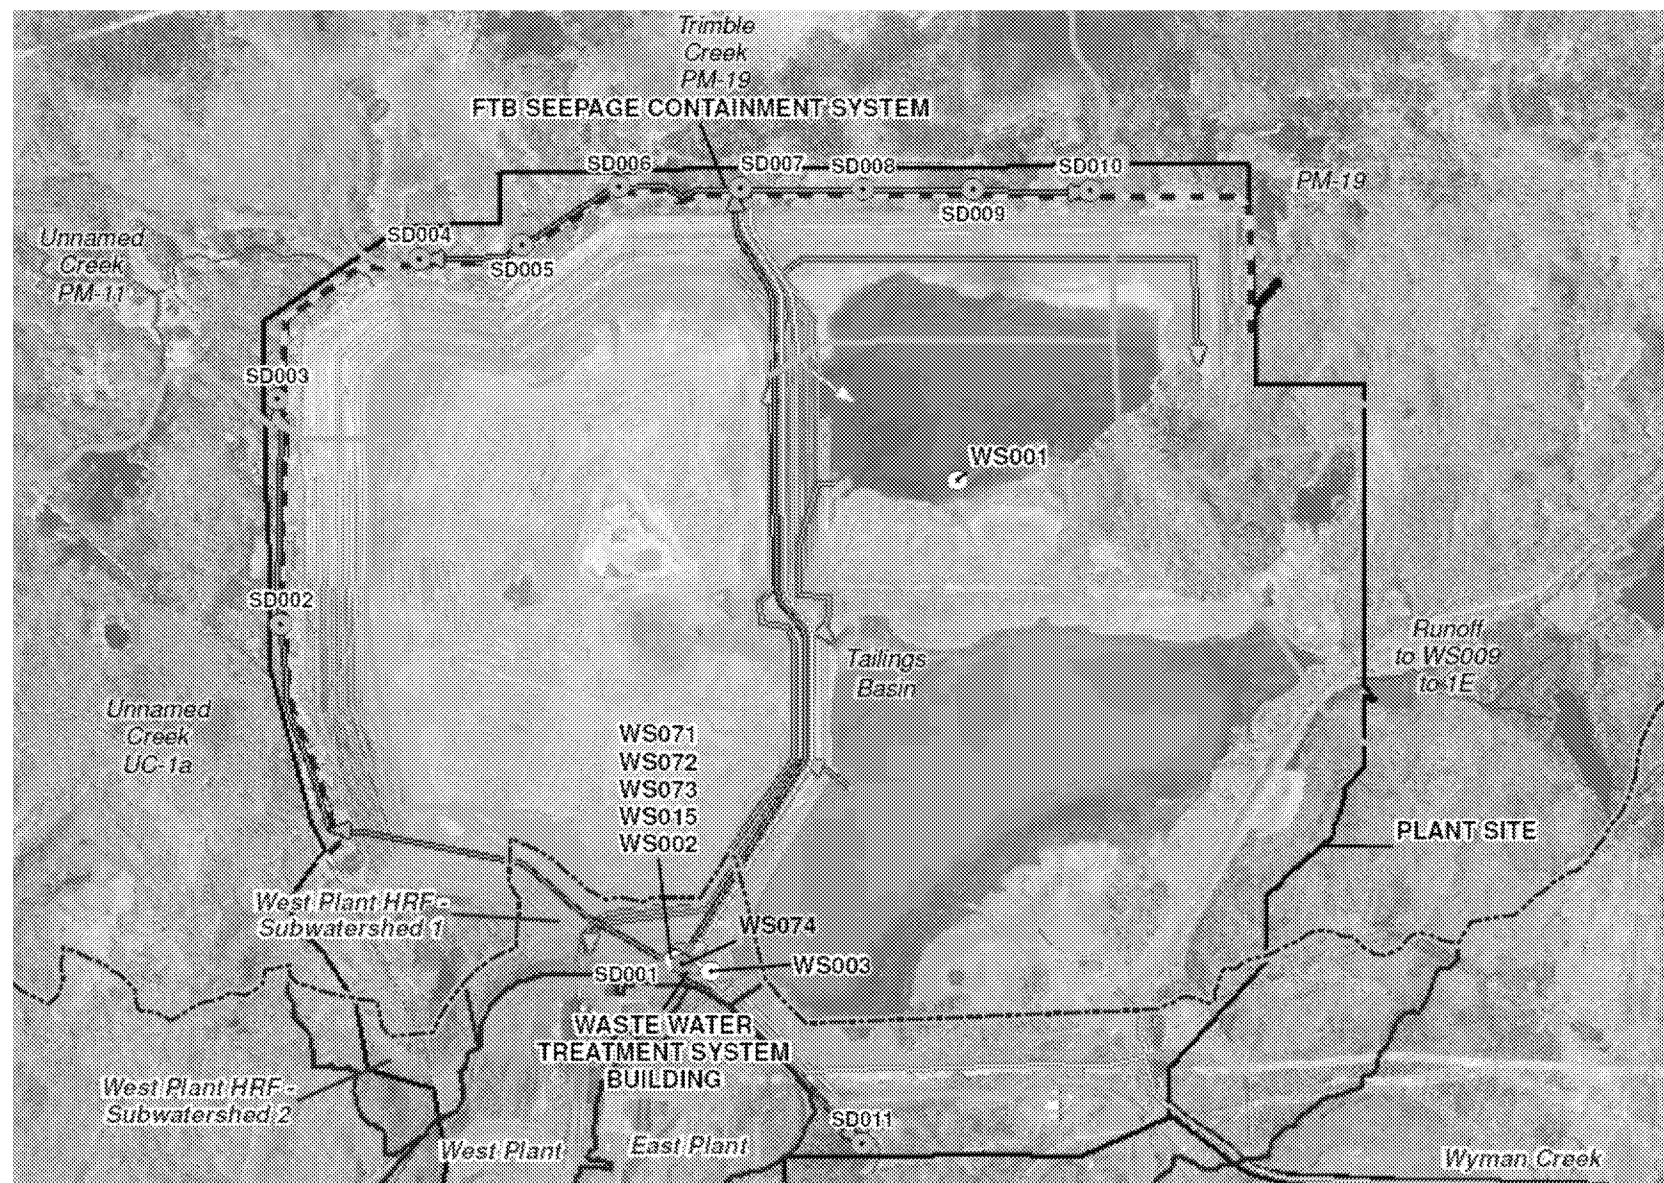 Trimble
Creek
PM-19
FTB SEEPAGE CONTAINMENT SYSTEM
SD006
SD007
SD008
SD010
PM-19
SD009
SD004
SD005
Unnamed
Creek
PM-11
SD003
WS001
SD002
Runoff
to WS009
to 1E
Tailings
Basin
Unnamed
Creek
UC-1a
WS071
WS072
WS073
WS015
WS002
PLANT SITE
West Plant HRF -
Subwatershed 1
WS074
WS003
SD001
WASTE WATER
TREATMENT SYSTEM
BUILDING
West Plant HRF -
Subwatershed 2
SD011
West Plant
East Plant
Wyman Creek